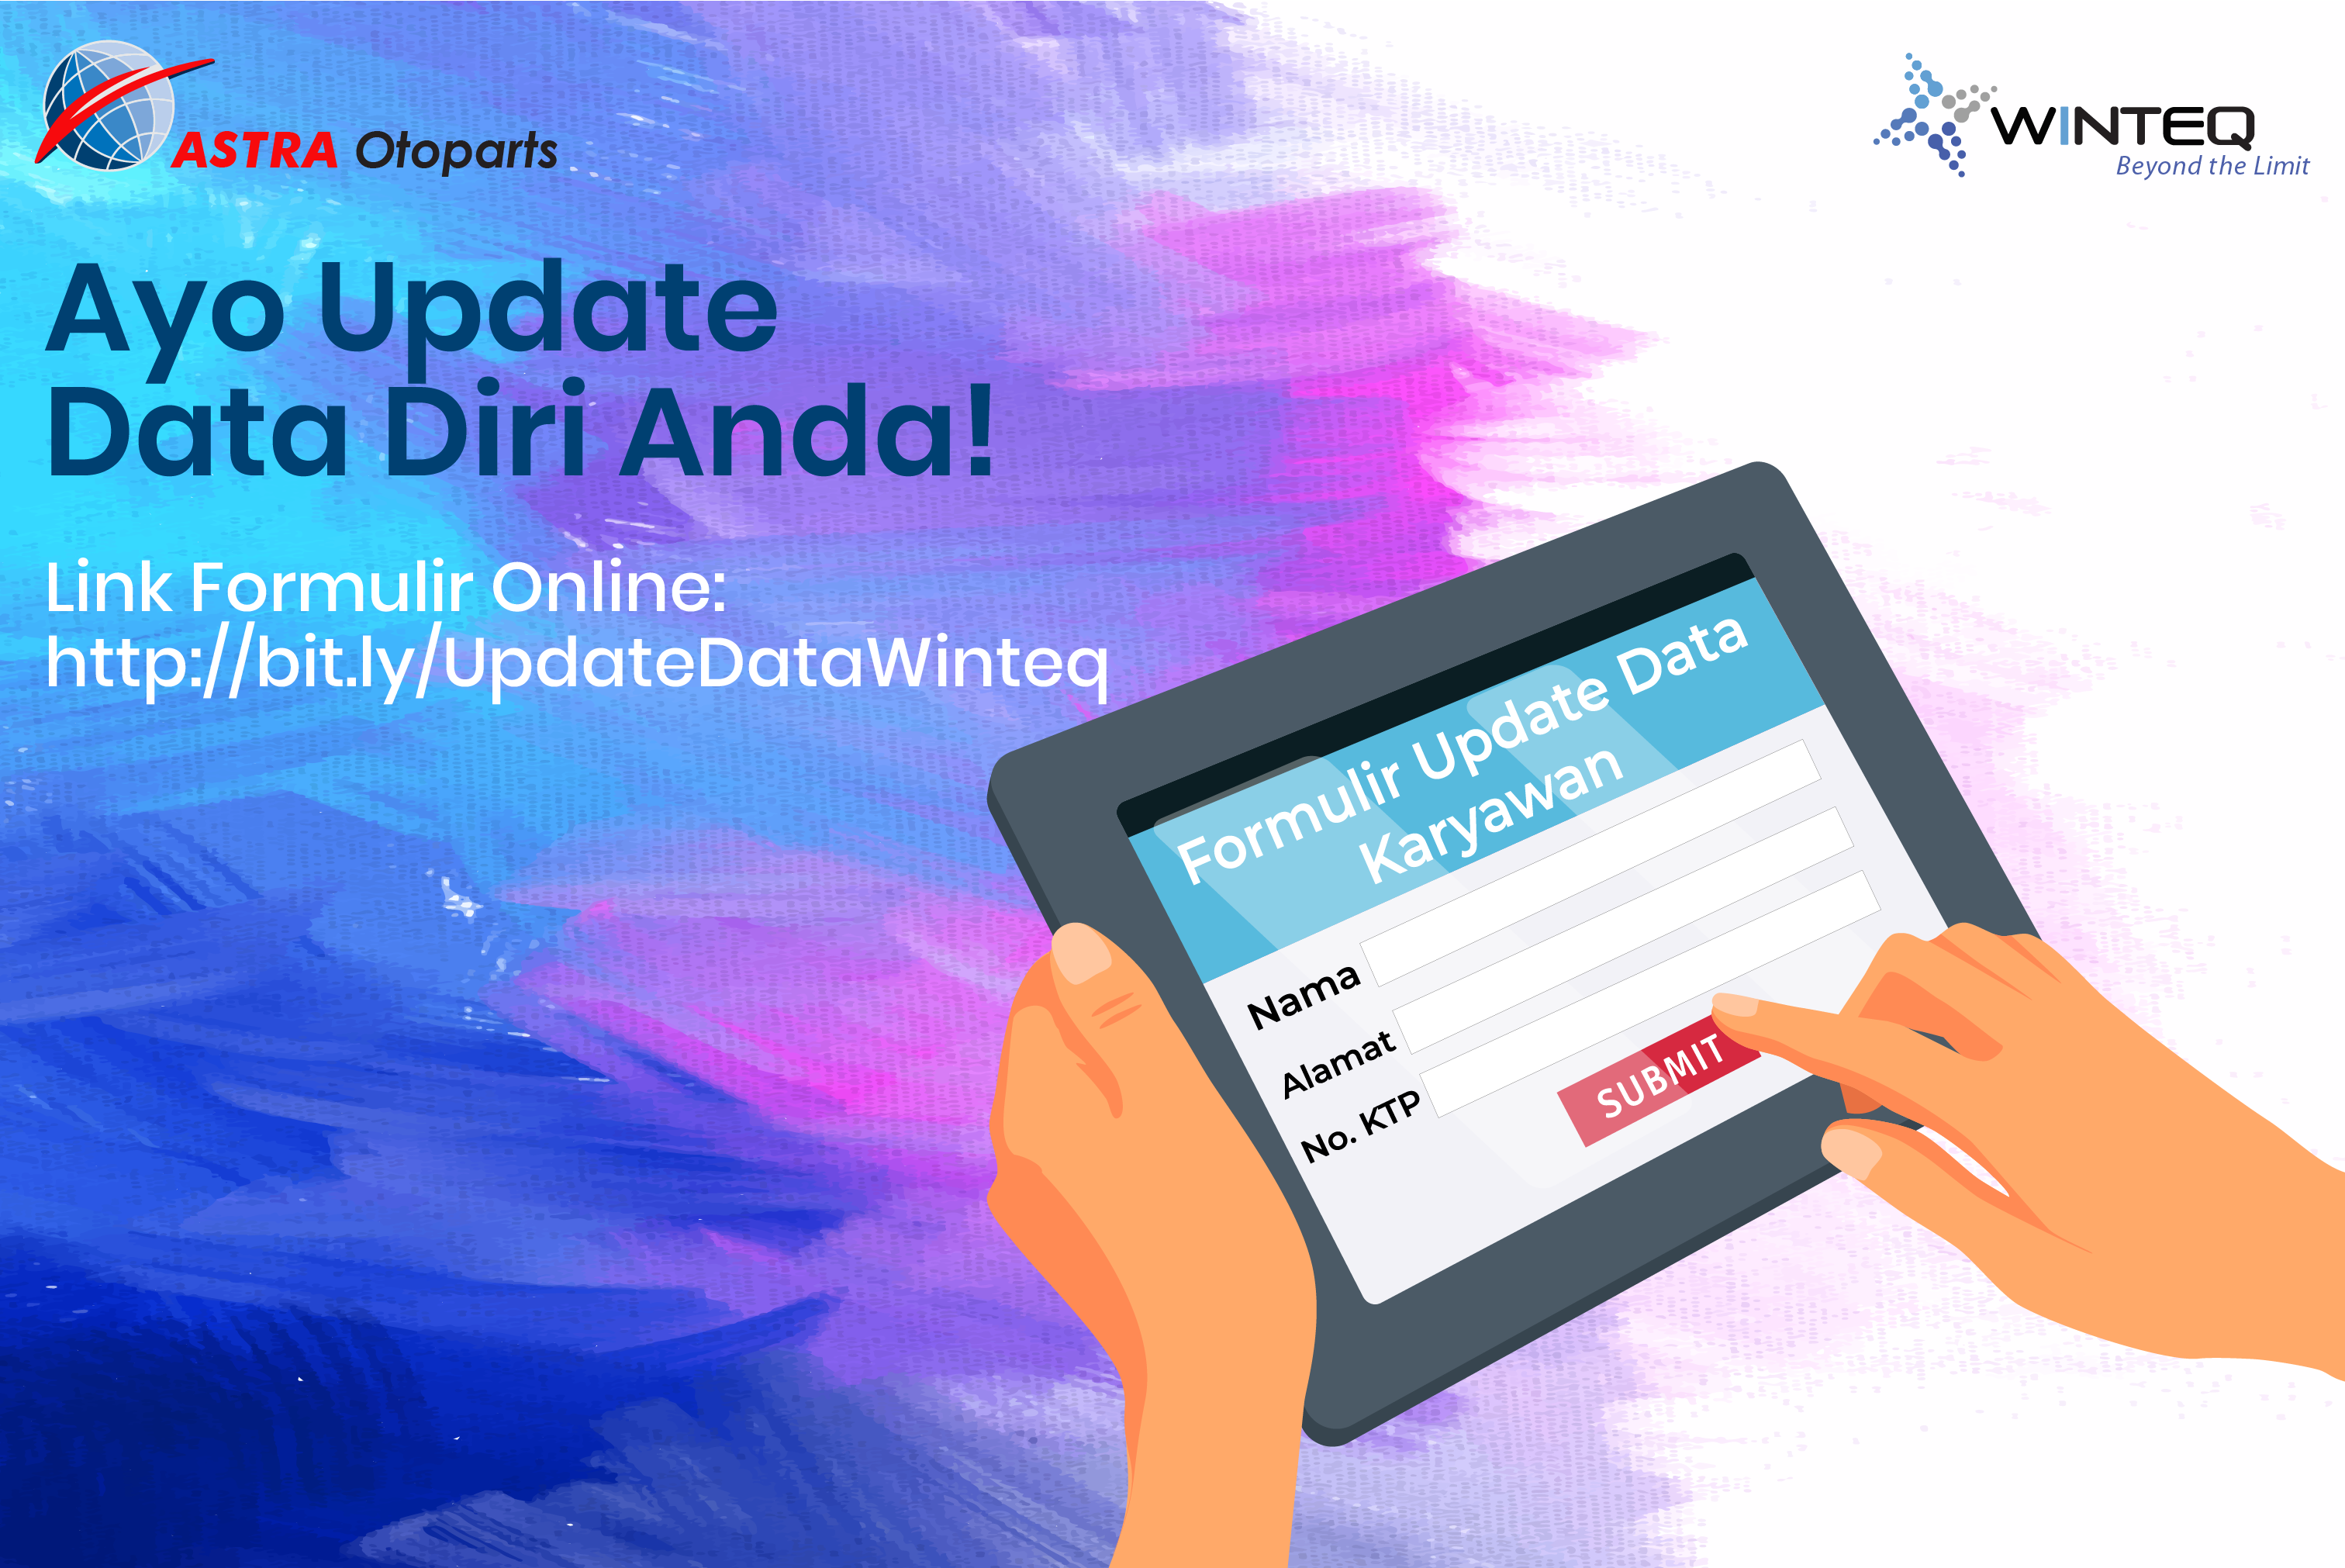 ASTRA Otoparts
WINTEQ
Beyond the Limit
Ayo Update
Data Diri Anda!
Link Formulir Online:
http://bit.ly/UpdateDataWinteq
Formulir Update Data
Karyawan
Nama
Alamat
No. KTP
SUBMIT